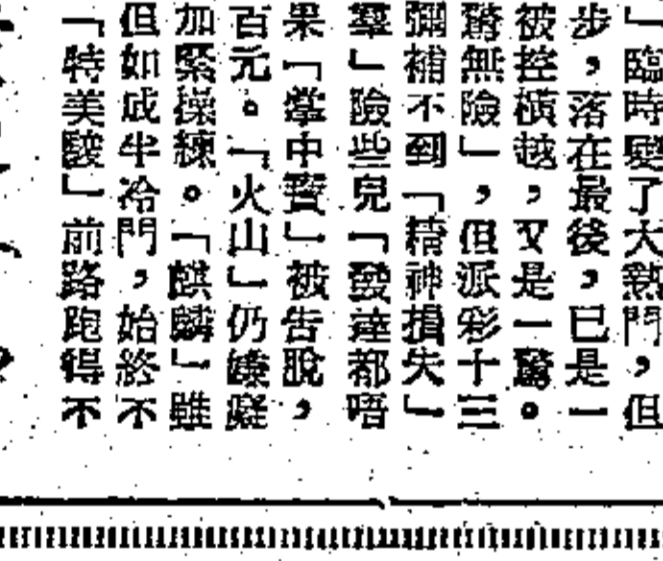 」臨時變了大熱門，但
步，落在最後，已是一
被控橫越，又是一驚。
驚無險」，但派彩十三
彌補不到「精神損失」
羣」險些兒「發達都唔
果「掌中寶」被告脫，
百元。「火山」仍嫌癡
加緊操練。「麒麟」雖
但如成半冷門，始終不
「特美駿」前路跑得不